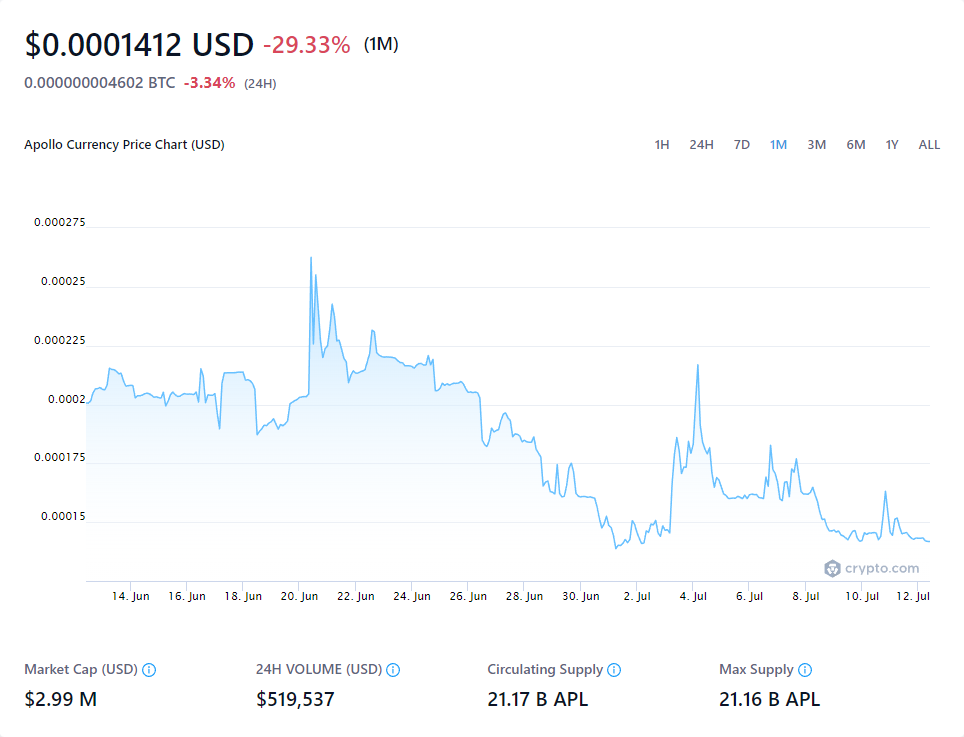 $0.0001412 USD -29.33% (1M)
0.000000004602 BTC -3.34% (24H)
Apollo Currency Price Chart (USD) 1H 24H 7D 1M 3M 6M 1Y ALL
0.000275
0.00025
0.000225
0.0002
0.000175
0.00015
crypto.com
14. Jun 16. Jun 18. Jun 20. Jun 22. Jun 24. Jun 26. Jun 28. Jun 30. Jun 2. Jul 4. Jul 6. Jul 8. Jul 10. Jul 12. Jul
Market Cap (USD) 24H VOLUME (USD) Circulating Supply Max Supply
$2.99 M $519,537 21.17 B APL 21.16 B APL